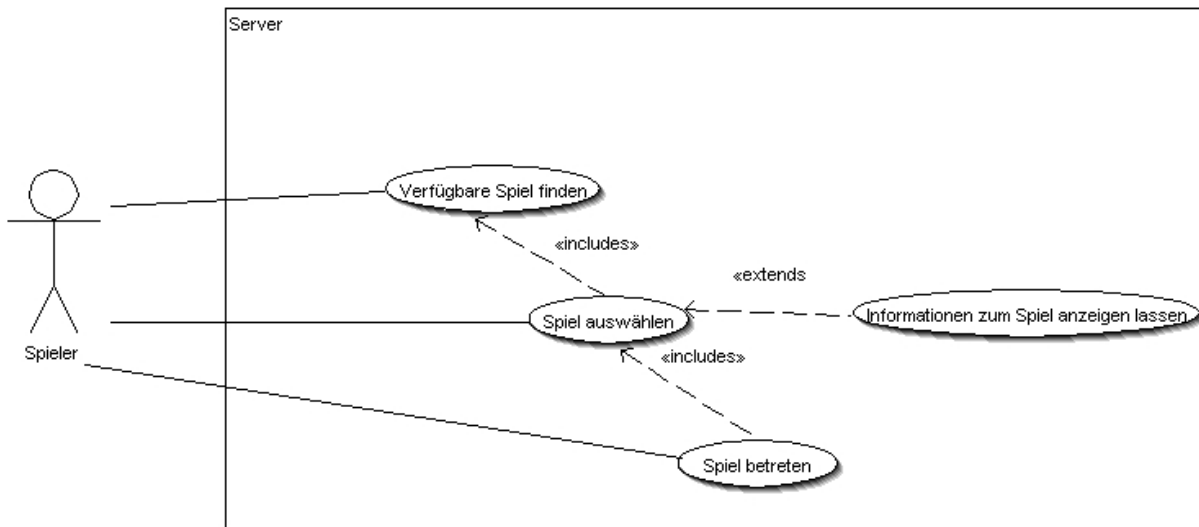 Server
Verfügbare Spiel finden
«includes»
«extends
Spiel auswählen
Informationen zum Spiel anzeigen lassen
Spieler
«includes»
Spiel betreten